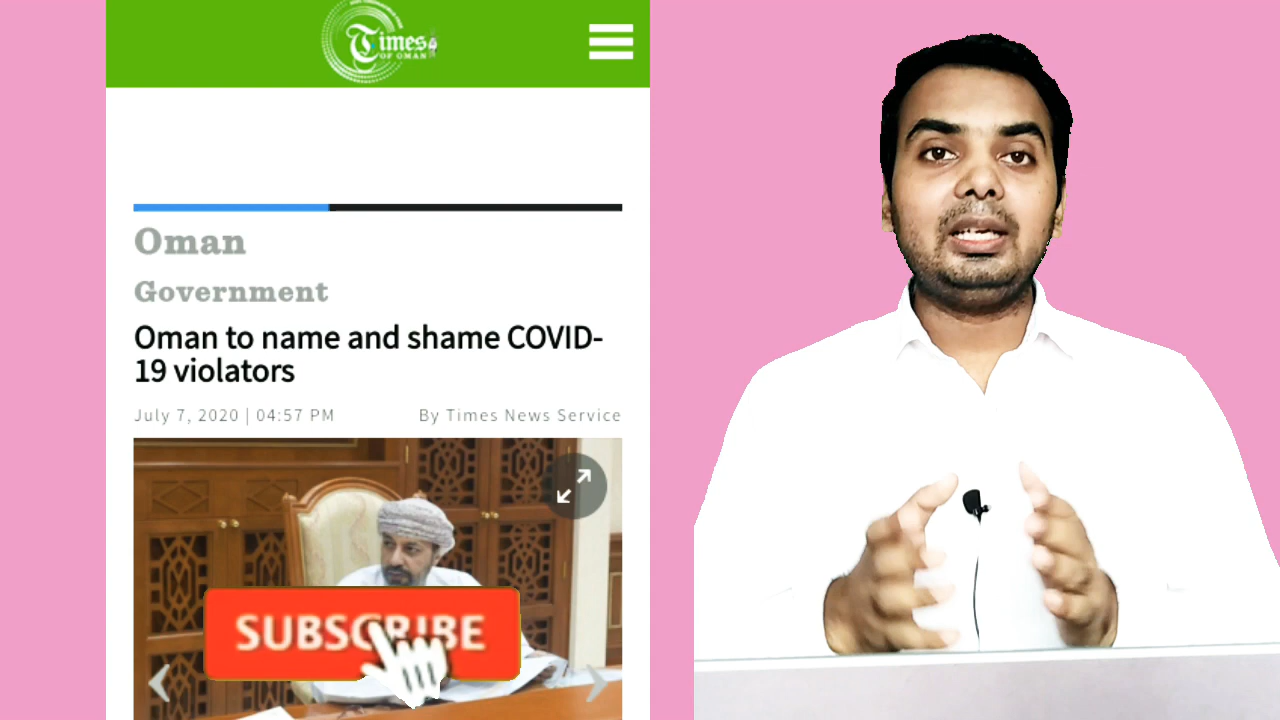 Times
OF OMAN
Oman
Government
Oman to name and shame COVID-
19 violators
July 7, 2020 | 04:57 PM By Times News Service
SUBSCRIBE